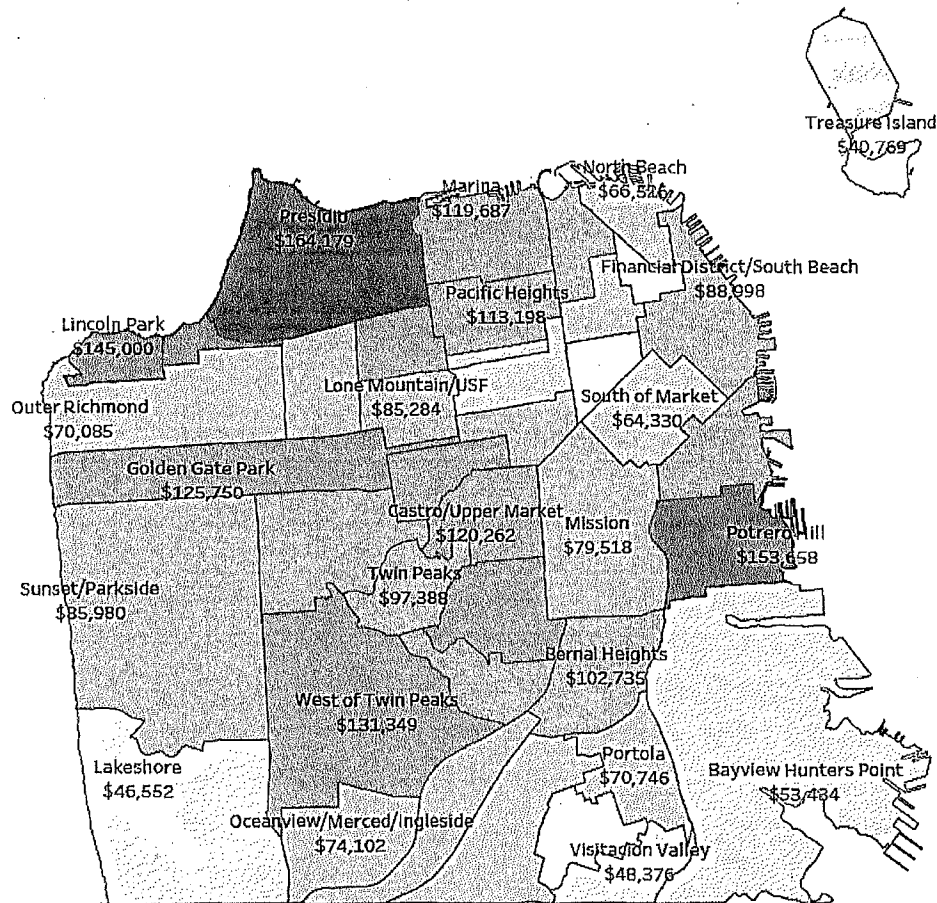 Treasure Island
$40,769
North Beach
$66,526
Marina
$119,687
Presidio
$164,179
Financial District/South Beach
$88,998
Pacific Heights
$113,198
Lincoln Park
$145,000
Lone Mountain/USF
$85,284
South of Market
$64,330
Outer Richmond
$70,085
Golden Gate Park
$125,750
Castro/Upper Market
$120,262
Mission
$79,518
Potrero Hill
$153,658
Twin Peaks
$97,388
Sunset/Parkside
$85,980
Bernal Heights
$102,735
West of Twin Peaks
$131,349
Portola
$70,746
Lakeshore
$46,552
Bayview Hunters Point
$53,434
Oceanview/Merced/Ingleside
$74,102
Visitacion Valley
$48,376